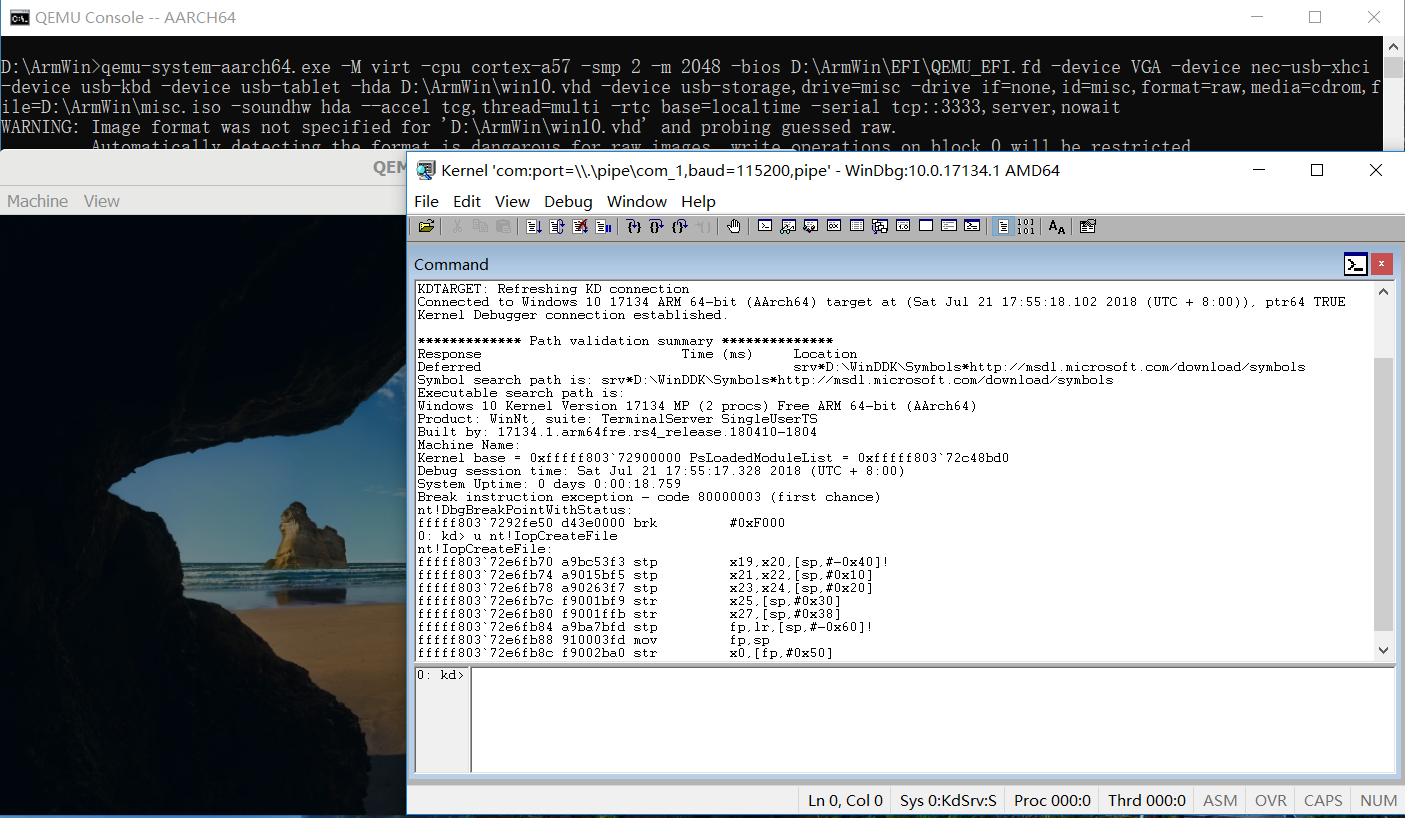 QEMU Console -- AARCH64
D:\ArmWin>qemu-system-aarch64.exe -M virt -cpu cortex-a57 -smp 2 -m 2048 -bios D:\ArmWin\EFI\QEMU_EFI.fd -device VGA -device nec-usb-xhci
-device usb-kbd -device usb-tablet -hda D:\ArmWin\win10.vhd -device usb-storage,drive=misc -drive if=none,id=misc,format=raw,media=cdrom,f
ile=D:\ArmWin\misc.iso -soundhw hda --accel tcg,thread=multi -rtc base=localtime -serial tcp::3333,server,nowait
WARNING: Image format was not specified for 'D:\ArmWin\win10.vhd' and probing guessed raw.
Automatically detecting the format is dangerous for raw images, write operations on block 0 will be restricted
Machine View
Kernel 'com:port=\\.\pipe\com_1,baud=115200,pipe' - WinDbg:10.0.17134.1 AMD64
File Edit View Debug Window Help
Command
KDTARGET: Refreshing KD connection
Connected to Windows 10 17134 ARM 64-bit (AArch64) target at (Sat Jul 21 17:55:18.102 2018 (UTC + 8:00)), ptr64 TRUE
Kernel Debugger connection established.
************* Path validation summary **************
Response Time (ms) Location
Deferred srv*D:\WinDDK\Symbols*http://msdl.microsoft.com/download/symbols
Symbol search path is: srv*D:\WinDDK\Symbols*http://msdl.microsoft.com/download/symbols
Executable search path is:
Windows 10 Kernel Version 17134 MP (2 procs) Free ARM 64-bit (AArch64)
Product: WinNt, suite: TerminalServer SingleUserTS
Built by: 17134.1.arm64fre.rs4_release.180410-1804
Machine Name:
Kernel base = 0xfffff803`72900000 PsLoadedModuleList = 0xfffff803`72c48bd0
Debug session time: Sat Jul 21 17:55:17.328 2018 (UTC + 8:00)
System Uptime: 0 days 0:00:18.759
Break instruction exception - code 80000003 (first chance)
nt!DbgBreakPointWithStatus:
fffff803`7292fe50 d43e0000 brk #0xF000
0: kd> u nt!IopCreateFile
nt!IopCreateFile:
fffff803`72e6fb70 a9bc53f3 stp x19,x20,[sp,#-0x40]!
fffff803`72e6fb74 a9015bf5 stp x21,x22,[sp,#0x10]
fffff803`72e6fb78 a90263f7 stp x23,x24,[sp,#0x20]
fffff803`72e6fb7c f9001bf9 str x25,[sp,#0x30]
fffff803`72e6fb80 f9001ffb str x27,[sp,#0x38]
fffff803`72e6fb84 a9ba7bfd stp fp,lr,[sp,#-0x60]!
fffff803`72e6fb88 910003fd mov fp,sp
fffff803`72e6fb8c f9002ba0 str x0,[fp,#0x50]
0: kd>
Ln 0, Col 0 Sys 0:KdSrv:S Proc 000:0 Thrd 000:0 ASM OVR CAPS NUM